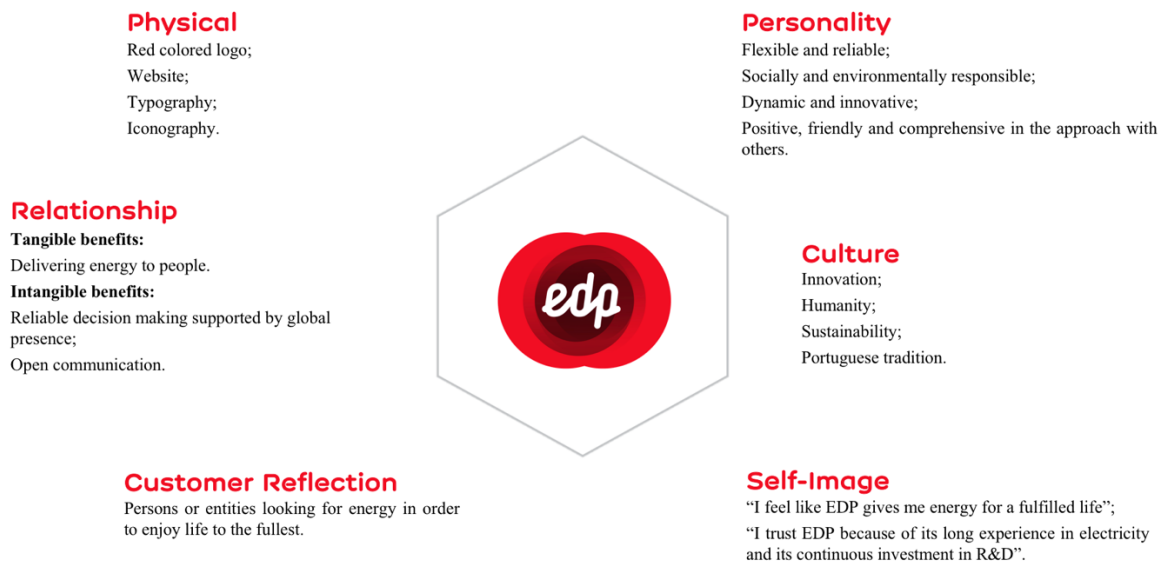 Physical
Red colored logo;
Website;
Typography;
Iconography.
Personality
Flexible and reliable;
Socially and environmentally responsible;
Dynamic and innovative;
Positive, friendly and comprehensive in the approach with
others.
Relationship
Tangible benefits:
Delivering energy to people.
Intangible benefits:
Reliable decision making supported by global
presence;
Open communication.
edp
Culture
Innovation;
Humanity;
Sustainability;
Portuguese tradition.
Customer Reflection
Persons or entities looking for energy in order
to enjoy life to the fullest.
Self-Image
“I feel like EDP gives me energy for a fulfilled life”;
“I trust EDP because of its long experience in electricity
and its continuous investment in R&D”.